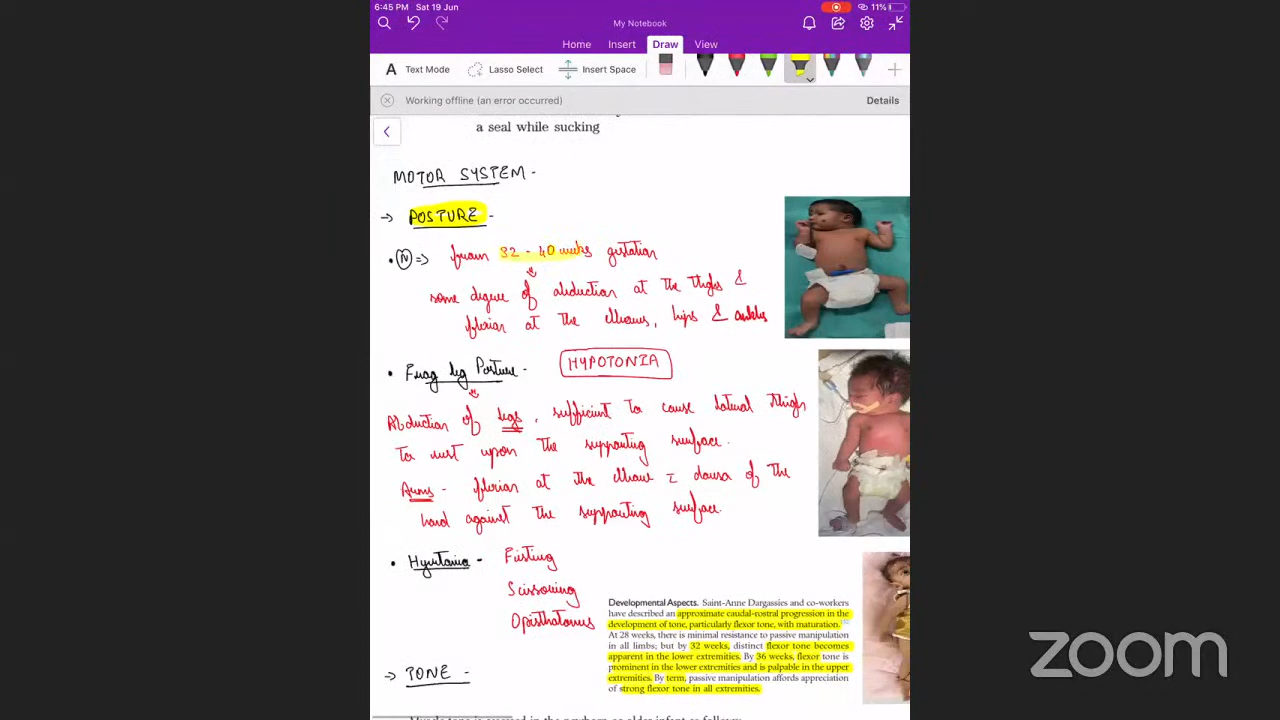 6:45 PM Sat 19 Jun
11%
My Notebook
Home Insert Draw View
A Text Mode Lasso Select Insert Space
Working offline (an error occurred) Details
a seal while sucking
MOTOR SYSTEM -
→ POSTURE -
• Ⓝ ⇒ from 32 - 40 weeks gestation
some degree of abduction at the thighs &
flexion at the elbows, hips & ankles
• Frog leg Posture - HYPOTONIA
Abduction of legs, sufficient to cause lateral thigh
to rest upon the supporting surface.
Arms - flexion at the elbow c dorsa of the
hand against the supporting surface.
• Hypertonia - Fisting
Scissoring
Opisthotonus
Developmental Aspects. Saint-Anne Dargassies and co-workers
have described an approximate caudal-rostral progression in the
development of tone, particularly flexor tone, with maturation.
At 28 weeks, there is minimal resistance to passive manipulation
in all limbs; but by 32 weeks, distinct flexor tone becomes
apparent in the lower extremities. By 36 weeks, flexor tone is
prominent in the lower extremities and is palpable in the upper
extremities. By term, passive manipulation affords appreciation
of strong flexor tone in all extremities.
→ TONE -
zoom